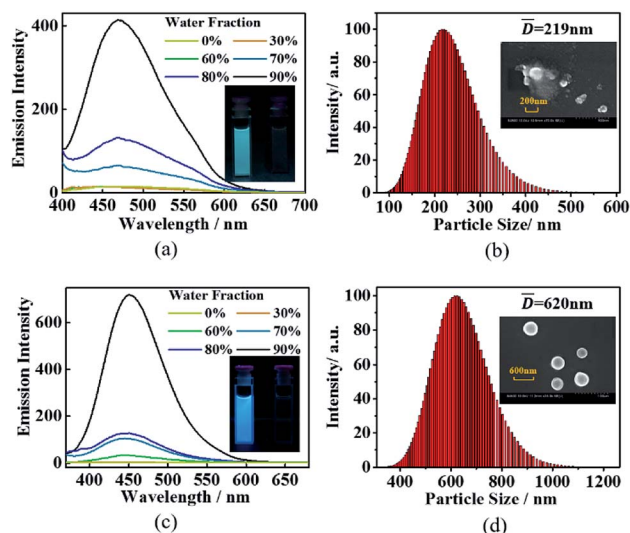 Water Fraction
0% 30%
60% 70%
80% 90%
Emission Intensity
400
200
0
400 450 500 550 600 650 700
Wavelength / nm
(a)
D̅=219nm
200nm
Intensity/ a.u.
100
80
60
40
20
0
100 200 300 400 500 600
Particle Size/ nm
(b)
Water Fraction
0% 30%
60% 70%
80% 90%
Emission Intensity
600
400
200
0
400 450 500 550 600 650
Wavelength / nm
(c)
D̅=620nm
600nm
Intensity/ a.u.
100
80
60
40
20
0
400 600 800 1000 1200
Particle Size / nm
(d)